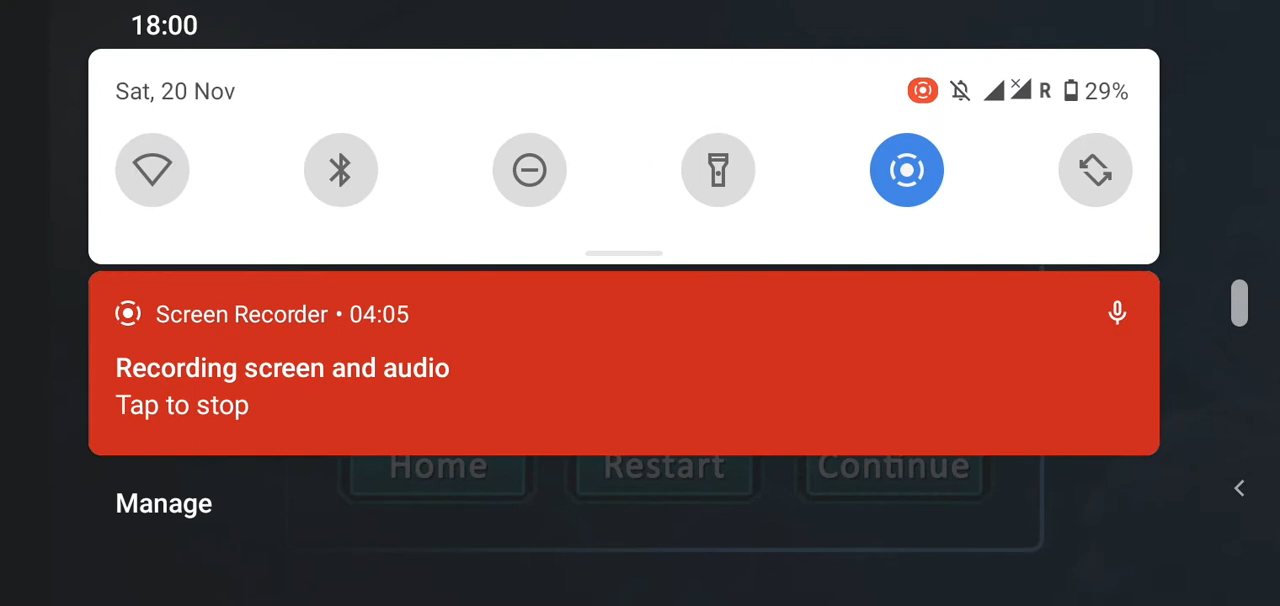 18:00
Sat, 20 Nov
R 29%
Screen Recorder • 04:05
Recording screen and audio
Tap to stop
Home Restart Continue
Manage